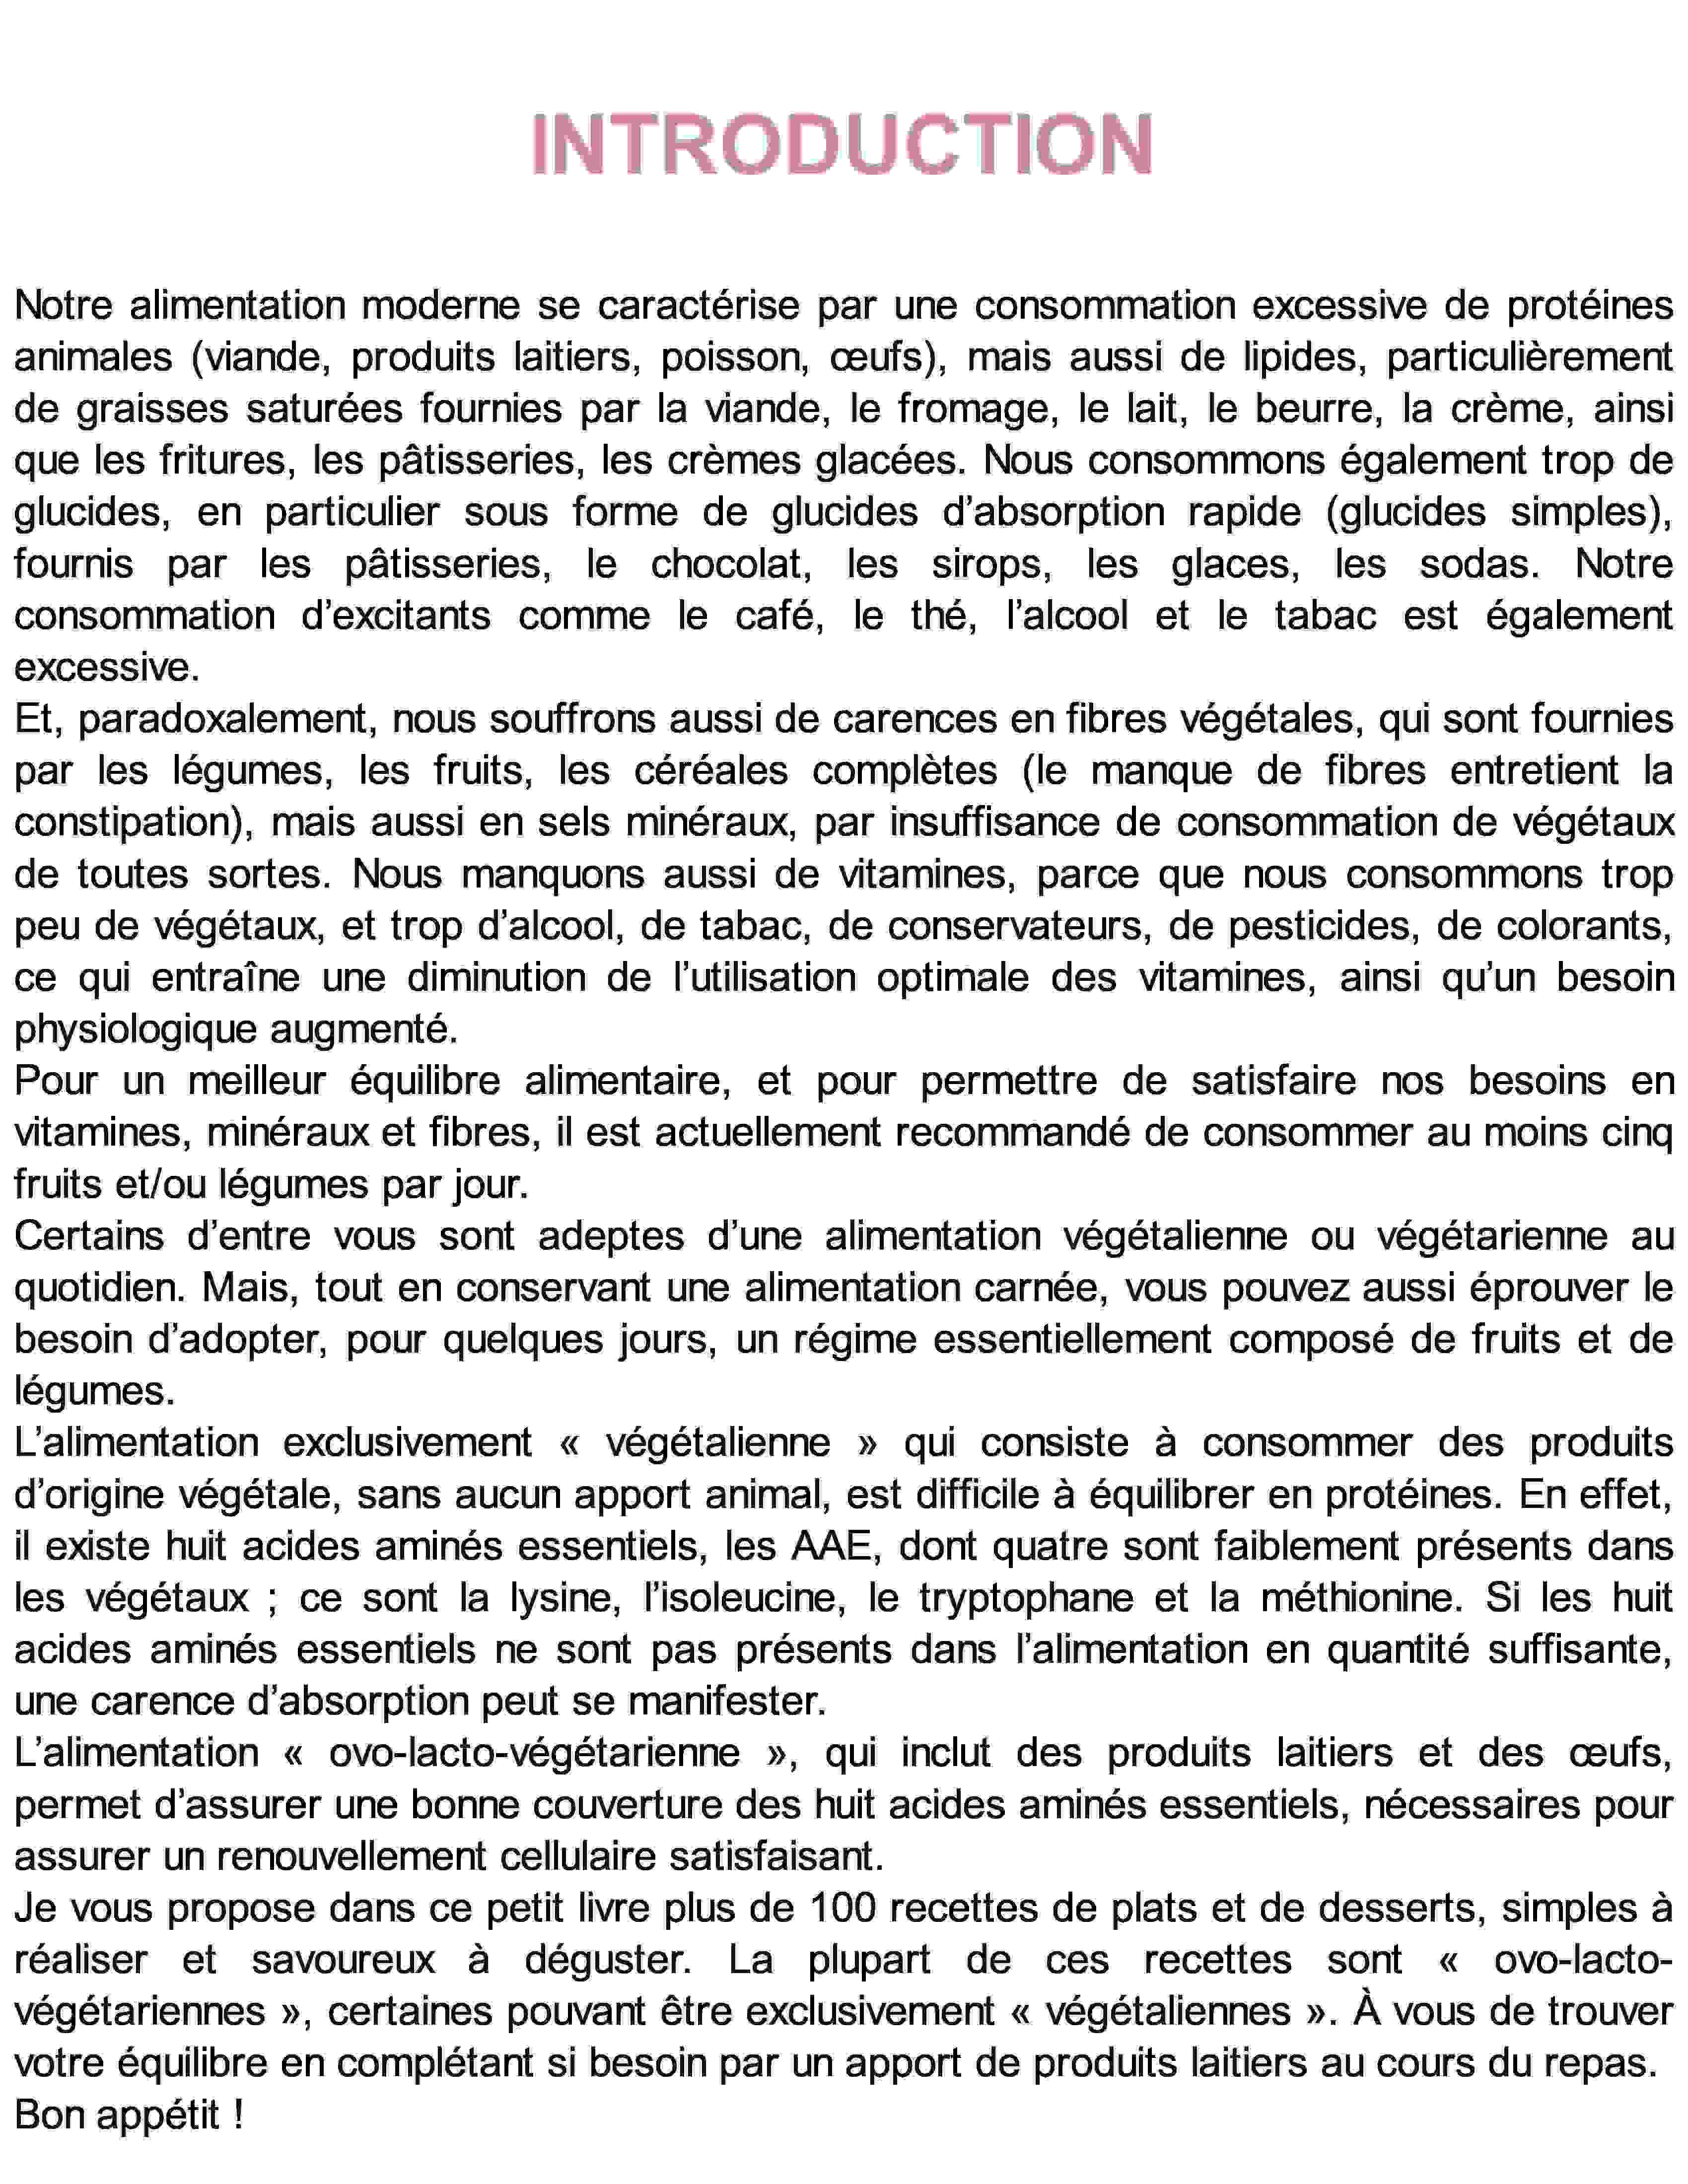 INTRODUCTION
Notre alimentation moderne se caractérise par une consommation excessive de protéines
animales (viande, produits laitiers, poisson, œufs), mais aussi de lipides, particulièrement
de graisses saturées fournies par la viande, le fromage, le lait, le beurre, la crème, ainsi
que les fritures, les pâtisseries, les crèmes glacées. Nous consommons également trop de
glucides, en particulier sous forme de glucides d’absorption rapide (glucides simples),
fournis par les pâtisseries, le chocolat, les sirops, les glaces, les sodas. Notre
consommation d’excitants comme le café, le thé, l’alcool et le tabac est également
excessive.
Et, paradoxalement, nous souffrons aussi de carences en fibres végétales, qui sont fournies
par les légumes, les fruits, les céréales complètes (le manque de fibres entretient la
constipation), mais aussi en sels minéraux, par insuffisance de consommation de végétaux
de toutes sortes. Nous manquons aussi de vitamines, parce que nous consommons trop
peu de végétaux, et trop d’alcool, de tabac, de conservateurs, de pesticides, de colorants,
ce qui entraîne une diminution de l’utilisation optimale des vitamines, ainsi qu’un besoin
physiologique augmenté.
Pour un meilleur équilibre alimentaire, et pour permettre de satisfaire nos besoins en
vitamines, minéraux et fibres, il est actuellement recommandé de consommer au moins cinq
fruits et/ou légumes par jour.
Certains d’entre vous sont adeptes d’une alimentation végétalienne ou végétarienne au
quotidien. Mais, tout en conservant une alimentation carnée, vous pouvez aussi éprouver le
besoin d’adopter, pour quelques jours, un régime essentiellement composé de fruits et de
légumes.
L’alimentation exclusivement « végétalienne » qui consiste à consommer des produits
d’origine végétale, sans aucun apport animal, est difficile à équilibrer en protéines. En effet,
il existe huit acides aminés essentiels, les AAE, dont quatre sont faiblement présents dans
les végétaux ; ce sont la lysine, l’isoleucine, le tryptophane et la méthionine. Si les huit
acides aminés essentiels ne sont pas présents dans l’alimentation en quantité suffisante,
une carence d’absorption peut se manifester.
L’alimentation « ovo-lacto-végétarienne », qui inclut des produits laitiers et des œufs,
permet d’assurer une bonne couverture des huit acides aminés essentiels, nécessaires pour
assurer un renouvellement cellulaire satisfaisant.
Je vous propose dans ce petit livre plus de 100 recettes de plats et de desserts, simples à
réaliser et savoureux à déguster. La plupart de ces recettes sont « ovo-lacto-
végétariennes », certaines pouvant être exclusivement « végétaliennes ». À vous de trouver
votre équilibre en complétant si besoin par un apport de produits laitiers au cours du repas.
Bon appétit !